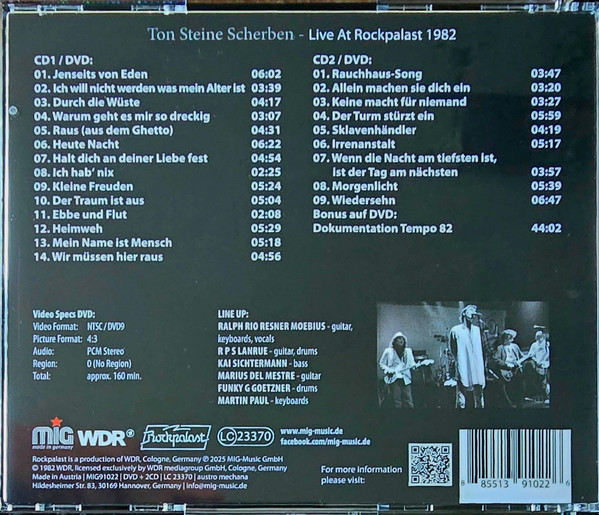 Ton Steine Scherben - Live At Rockpalast 1982
CD1 / DVD:
01. Jenseits von Eden 06:02
02. Ich will nicht werden was mein Alter ist 03:39
03. Durch die Wüste 04:17
04. Warum geht es mir so dreckig 03:07
05. Raus (aus dem Ghetto) 04:31
06. Heute Nacht 06:22
07. Halt dich an deiner Liebe fest 04:54
08. Ich hab' nix 02:25
09. Kleine Freuden 05:24
10. Der Traum ist aus 05:04
11. Ebbe und Flut 02:08
12. Heimweh 05:29
13. Mein Name ist Mensch 05:18
14. Wir müssen hier raus 04:56
CD2 / DVD:
01. Rauchhaus-Song 03:47
02. Allein machen sie dich ein 03:20
03. Keine macht für niemand 03:27
04. Der Turm stürzt ein 05:59
05. Sklavenhändler 04:19
06. Irrenanstalt 05:17
07. Wenn die Nacht am tiefsten ist,
ist der Tag am nächsten 03:57
08. Morgenlicht 05:39
09. Wiedersehn 06:47
Bonus auf DVD:
Dokumentation Tempo 82 44:02
Video Specs DVD:
Video Format: NTSC / DVD9
Picture Format: 4:3
Audio: PCM Stereo
Region: 0 (No Region)
Total: approx. 160 min.
LINE UP:
RALPH RIO RESNER MOEBIUS - guitar,
keyboards, vocals
R P S LANRUE - guitar, drums
KAI SICHTERMANN - bass
MARIUS DEL MESTRE - guitar
FUNKY G GOETZNER - drums
MARTIN PAUL - keyboards
MIG
made in germany
WDR
Rockpalast
LC 23370
www.mig-music.de
facebook.com/mig-music.de
Rockpalast is a production of WDR, Cologne, Germany ℗ 2025 MIG-Music GmbH
© 1982 WDR, licensed exclusively by WDR mediagroup GmbH, Cologne, Germany
Made in Austria | MIG91022 | DVD + 2CD | LC 23370 | austro mechana
Hildesheimer Str. 83, 30169 Hannover, Germany | info@mig-music.de
For more information
please visit:
8 85513 91022 6